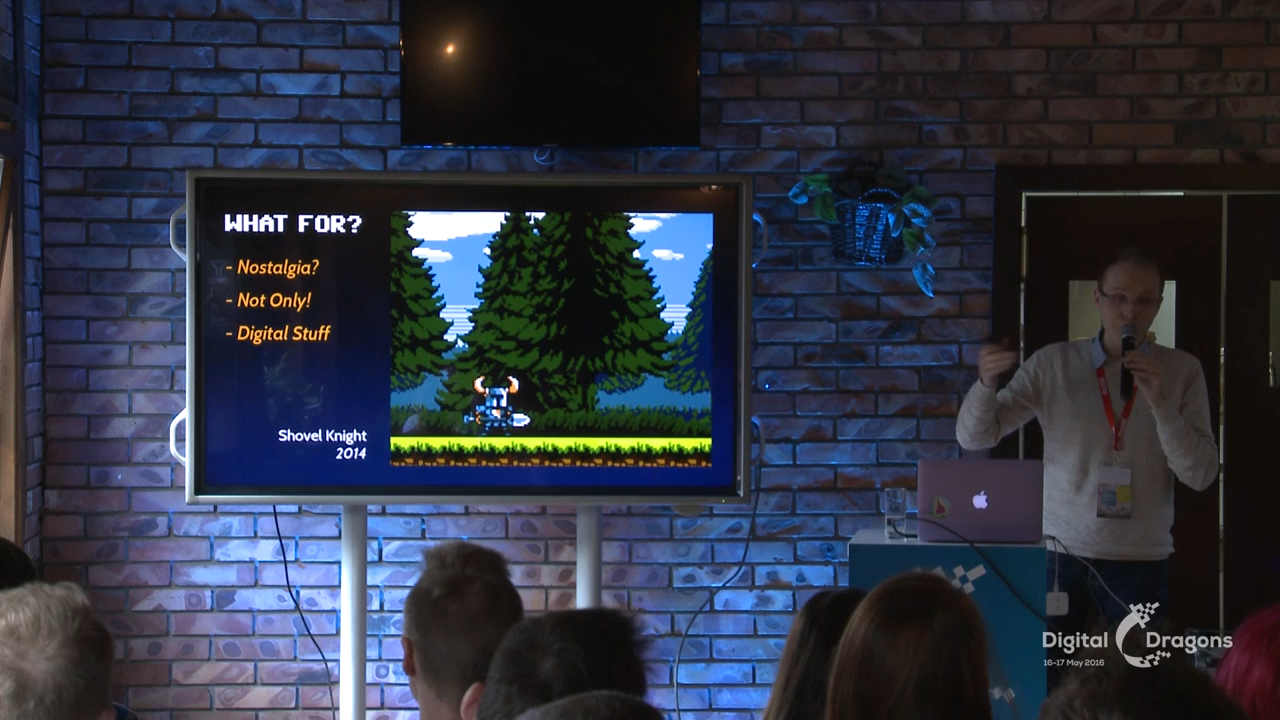 WHAT FOR?
- Nostalgia?
- Not Only!
- Digital Stuff
Shovel Knight
2014
Digital Dragons
16-17 May 2016